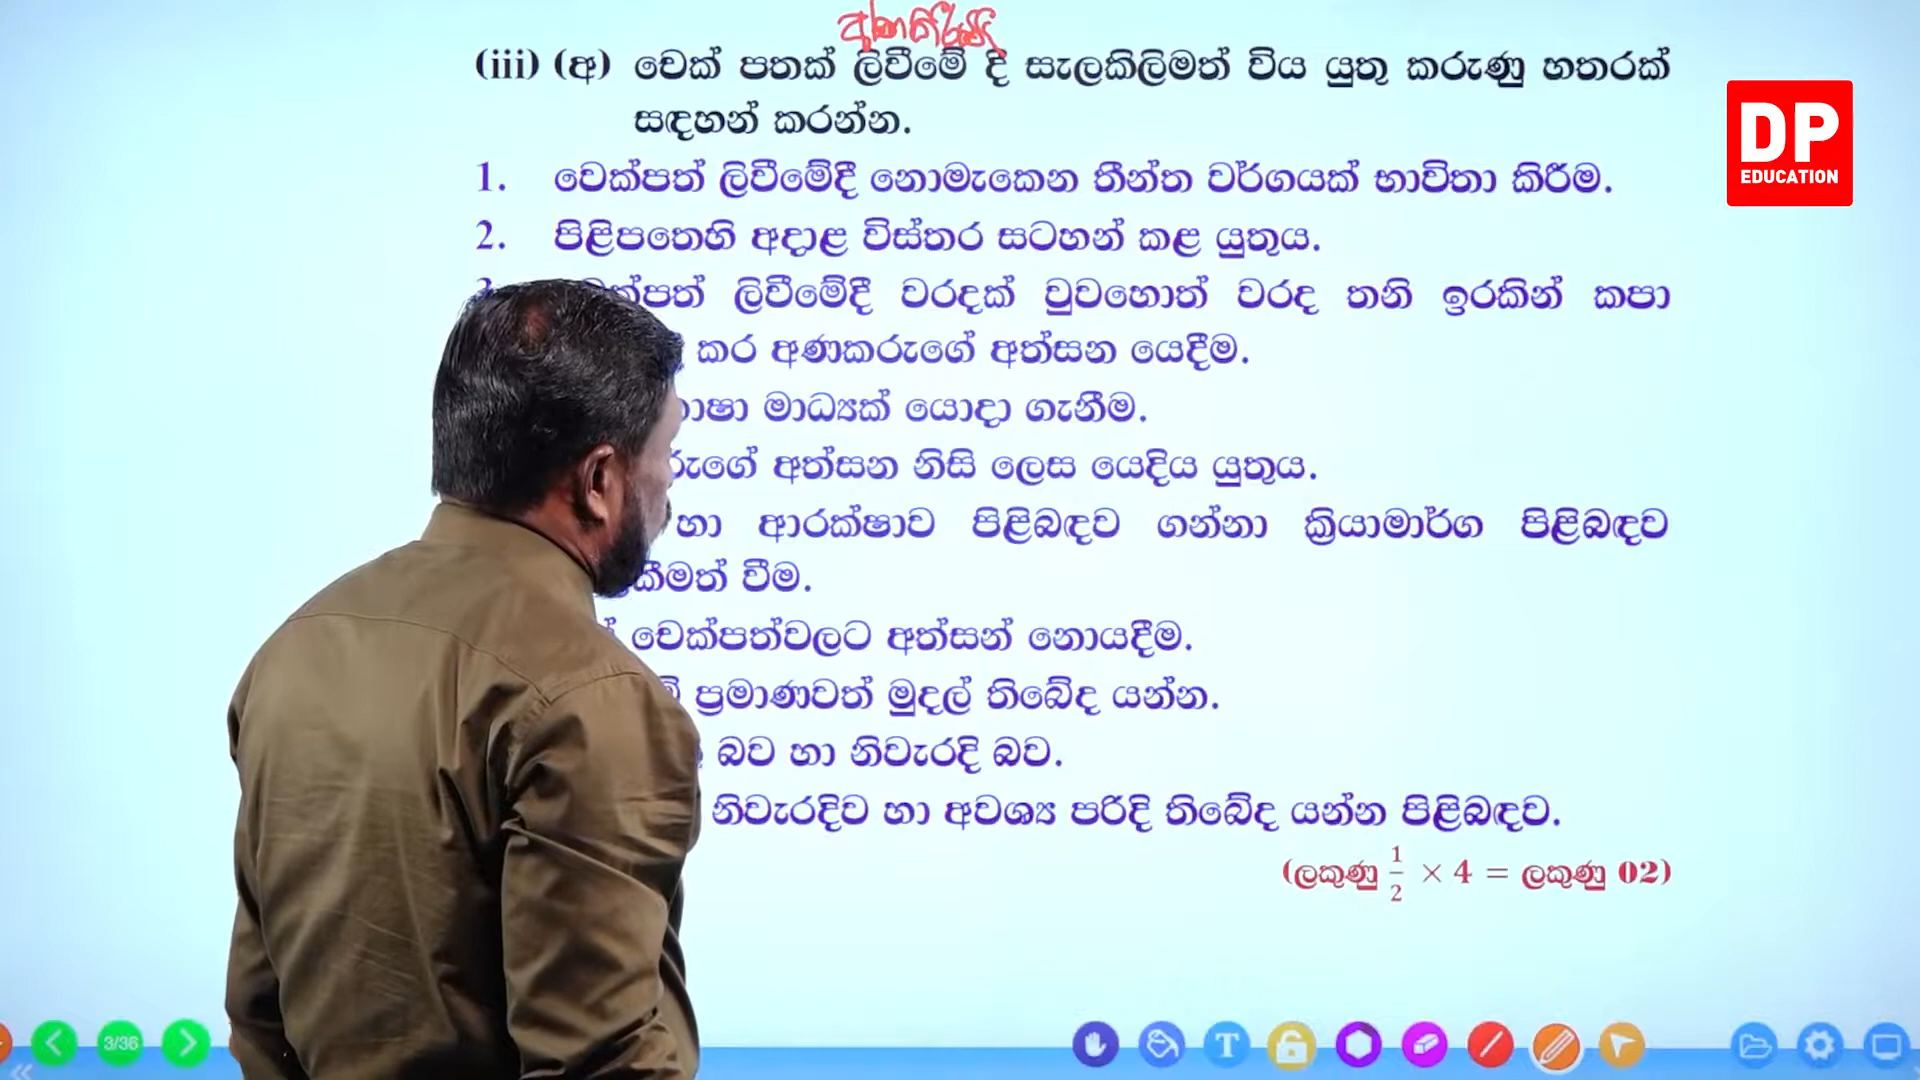 (iii) (අ) චෙක් පතක් ලිවීමේ දී සැලකිලිමත් විය යුතු කරුණු හතරක්
සඳහන් කරන්න.
DP
EDUCATION
1. චෙක්පත් ලිවීමේදී නොමැකෙන තීන්ත වර්ගයක් භාවිතා කිරීම.
2. පිළිපතෙහි අදාළ විස්තර සටහන් කළ යුතුය.
ලිවීමේදී වරදක් වුවහොත් වරද තනි ඉරකින් කපා
කර අණකරුගේ අත්සන යෙදීම.
මාධ්‍යක් යොදා ගැනීම.
අත්සන නිසි ලෙස යෙදිය යුතුය.
හා ආරක්ෂාව පිළිබඳව ගන්නා ක්‍රියාමාර්ග පිළිබඳව
වීම.
චෙක්පත්වලට අත්සන් නොයදීම.
ප්‍රමාණවත් මුදල් තිබේද යන්න.
බව හා නිවැරදි බව.
නිවැරදිව හා අවශ්‍ය පරිදි තිබේද යන්න පිළිබඳව.
(ලකුණු 1/2 × 4 = ලකුණු 02)
3/36
T